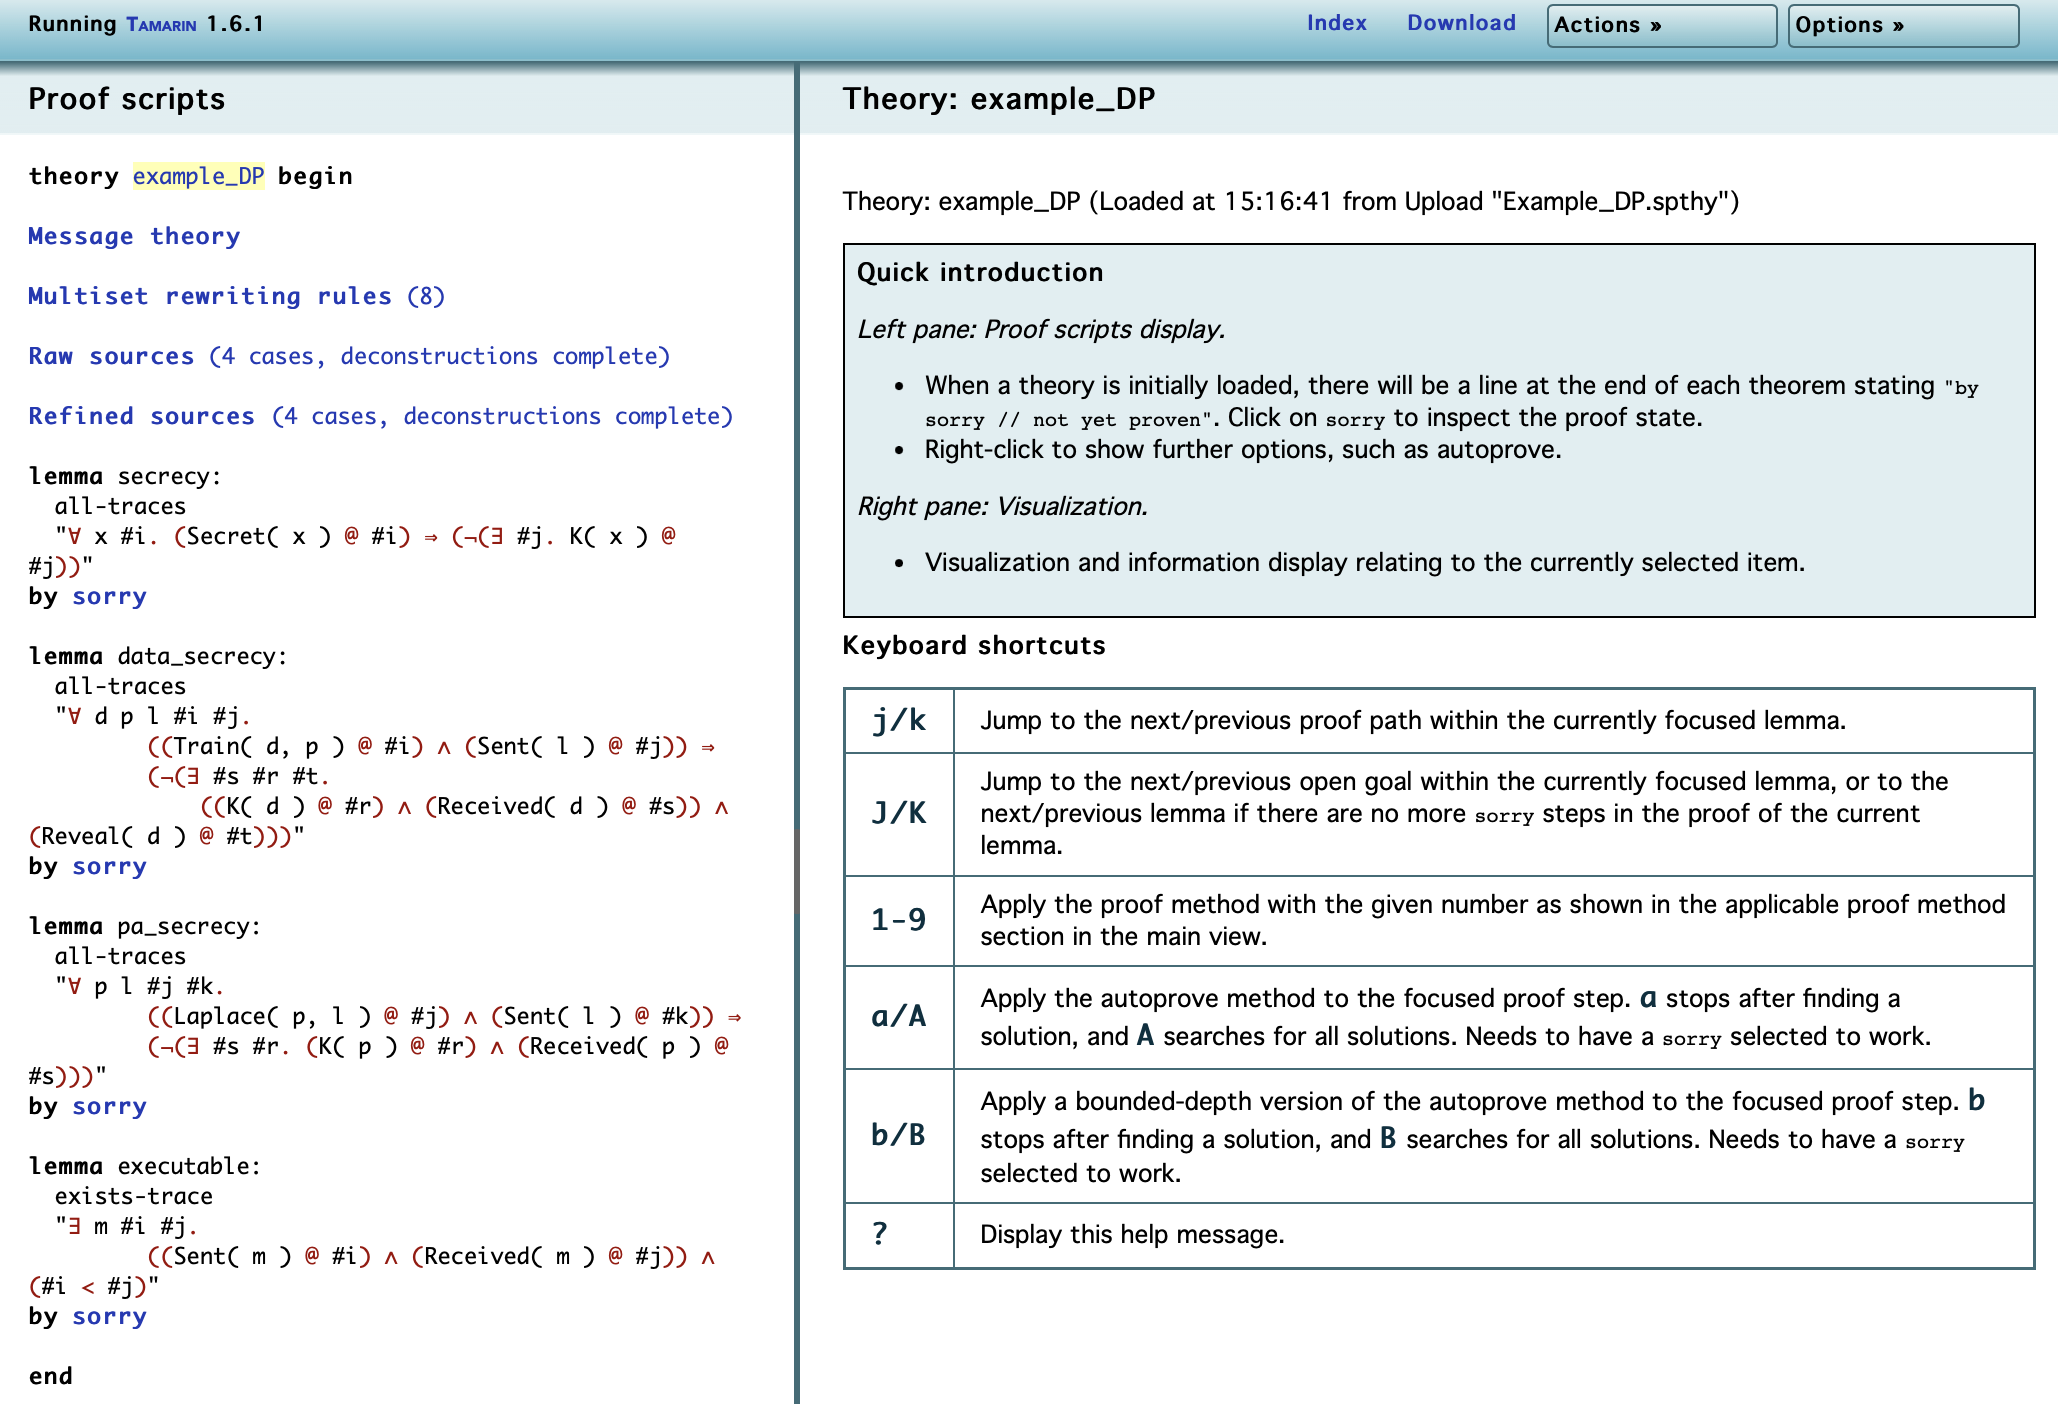 Running TAMARIN 1.6.1
Index Download Actions » Options »
Proof scripts
theory example_DP begin
Message theory
Multiset rewriting rules (8)
Raw sources (4 cases, deconstructions complete)
Refined sources (4 cases, deconstructions complete)
lemma secrecy:
all-traces
"∀ x #i. (Secret( x ) @ #i) ⇒ (¬(∃ #j. K( x ) @
#j))"
by sorry
lemma data_secrecy:
all-traces
"∀ d p l #i #j.
((Train( d, p ) @ #i) ∧ (Sent( l ) @ #j)) ⇒
(¬(∃ #s #r #t.
((K( d ) @ #r) ∧ (Received( d ) @ #s)) ∧
(Reveal( d ) @ #t)))"
by sorry
lemma pa_secrecy:
all-traces
"∀ p l #j #k.
((Laplace( p, l ) @ #j) ∧ (Sent( l ) @ #k)) ⇒
(¬(∃ #s #r. (K( p ) @ #r) ∧ (Received( p ) @
#s)))"
by sorry
lemma executable:
exists-trace
"∃ m #i #j.
((Sent( m ) @ #i) ∧ (Received( m ) @ #j)) ∧
(#i < #j)"
by sorry
end
Theory: example_DP
Theory: example_DP (Loaded at 15:16:41 from Upload "Example_DP.spthy")
Quick introduction
Left pane: Proof scripts display.
• When a theory is initially loaded, there will be a line at the end of each theorem stating "by
sorry // not yet proven". Click on sorry to inspect the proof state.
• Right-click to show further options, such as autoprove.
Right pane: Visualization.
• Visualization and information display relating to the currently selected item.
Keyboard shortcuts
j/k Jump to the next/previous proof path within the currently focused lemma.
J/K Jump to the next/previous open goal within the currently focused lemma, or to the
next/previous lemma if there are no more sorry steps in the proof of the current
lemma.
1-9 Apply the proof method with the given number as shown in the applicable proof method
section in the main view.
a/A Apply the autoprove method to the focused proof step. a stops after finding a
solution, and A searches for all solutions. Needs to have a sorry selected to work.
b/B Apply a bounded-depth version of the autoprove method to the focused proof step. b
stops after finding a solution, and B searches for all solutions. Needs to have a sorry
selected to work.
? Display this help message.